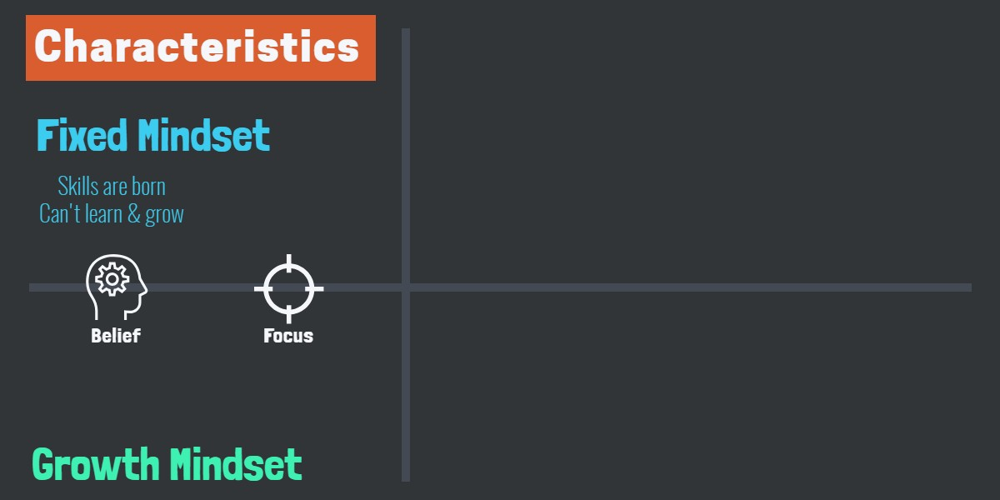 Characteristics
Fixed Mindset
Skills are born
Can't learn & grow
Belief
Focus
Growth Mindset